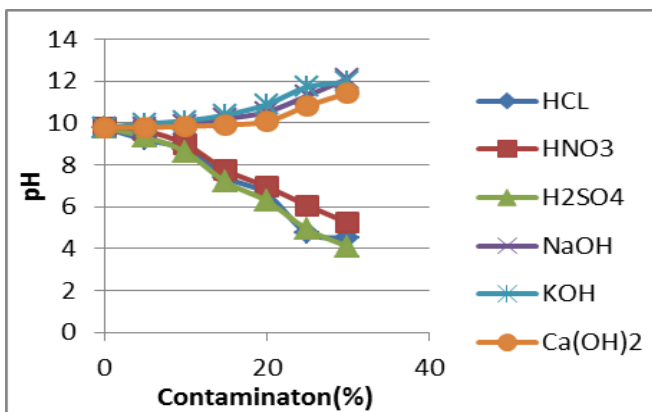 14
12
10
8
6
4
2
0
pH
0 20 40
Contaminaton(%)
HCL
HNO3
H2SO4
NaOH
KOH
Ca(OH)2